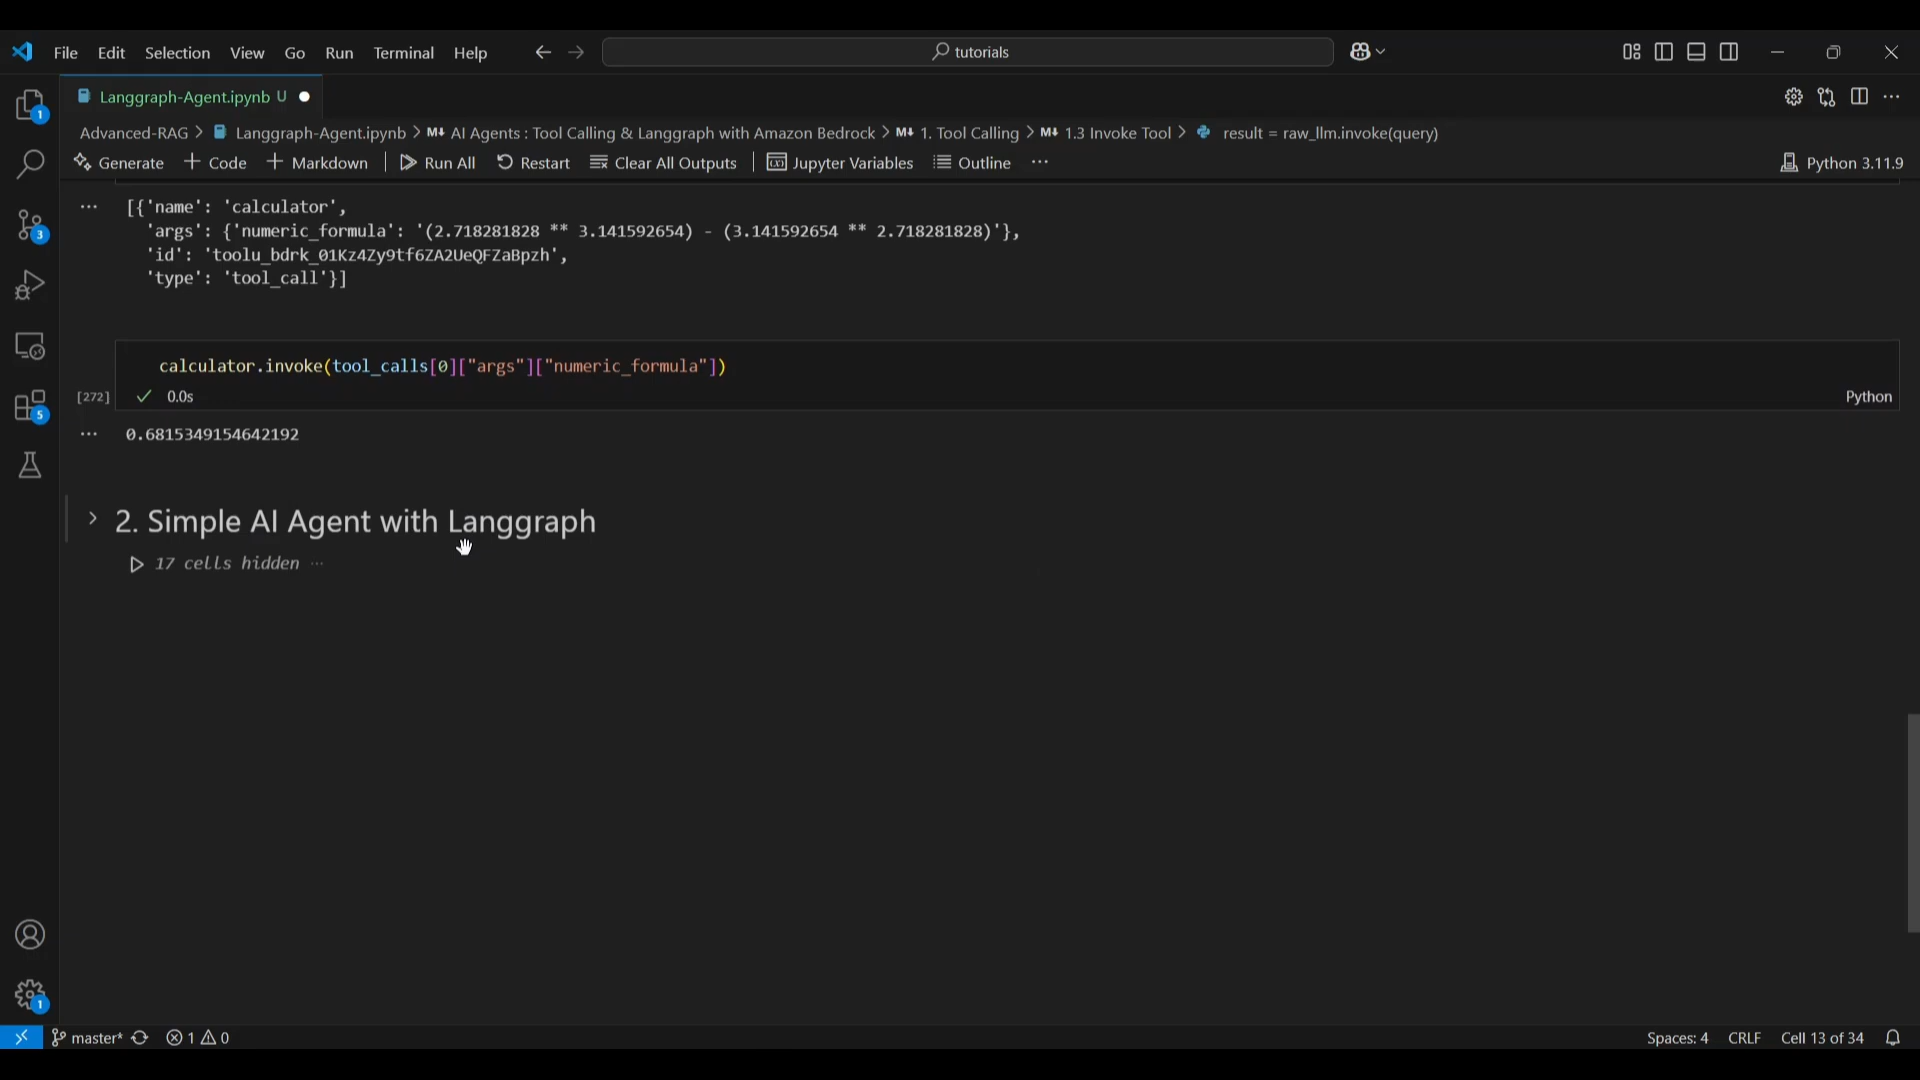 File Edit Selection View Go Run Terminal Help tutorials
Langgraph-Agent.ipynb U
Advanced-RAG > Langgraph-Agent.ipynb > M↓ AI Agents : Tool Calling & Langgraph with Amazon Bedrock > M↓ 1. Tool Calling > M↓ 1.3 Invoke Tool > result = raw_llm.invoke(query)
Generate + Code + Markdown Run All Restart Clear All Outputs Jupyter Variables Outline ··· Python 3.11.9
[{'name': 'calculator',
'args': {'numeric_formula': '(2.718281828 ** 3.141592654) - (3.141592654 ** 2.718281828)'},
'id': 'toolu_bdrk_01Kz4Zy9tf6ZA2UeQFZaBpzh',
'type': 'tool_call'}]
calculator.invoke(tool_calls[0]["args"]["numeric_formula"])
[272] 0.0s Python
0.6815349154642192
2. Simple AI Agent with Langgraph
17 cells hidden ···
1
3
5
1
master* 1 0 Spaces: 4 CRLF Cell 13 of 34